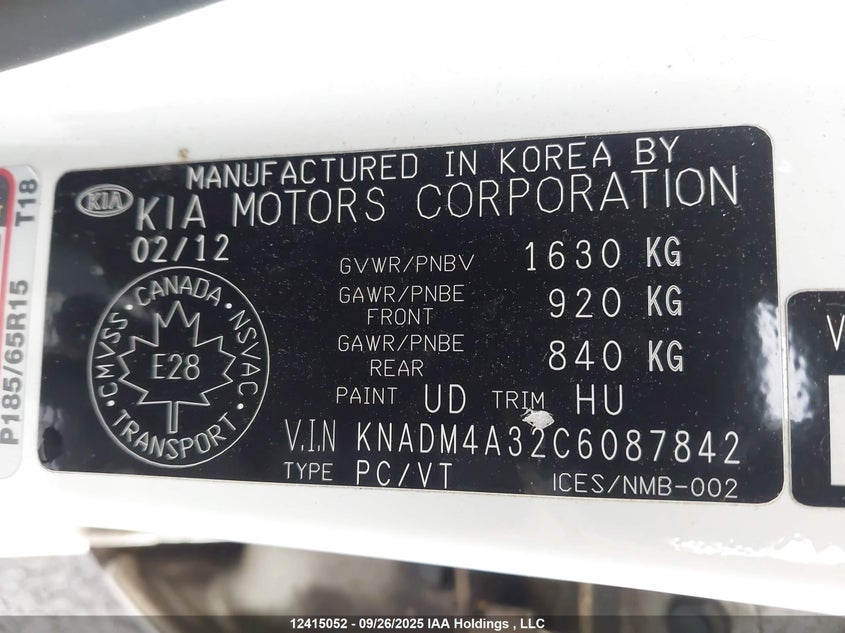 MANUFACTURED IN KOREA BY
KIA
KIA MOTORS CORPORATION
02/12
GVWR/PNBV 1630 KG
GAWR/PNBE FRONT 920 KG
GAWR/PNBE REAR 840 KG
PAINT UD TRIM HU
V.I.N KNADM4A32C6087842
TYPE PC/VT ICES/NMB-002
CMVSS · CANADA · NSVAC · TRANSPORT ·
E28
P185/65R15 T18
V
12415052 - 09/26/2025 IAA Holdings , LLC